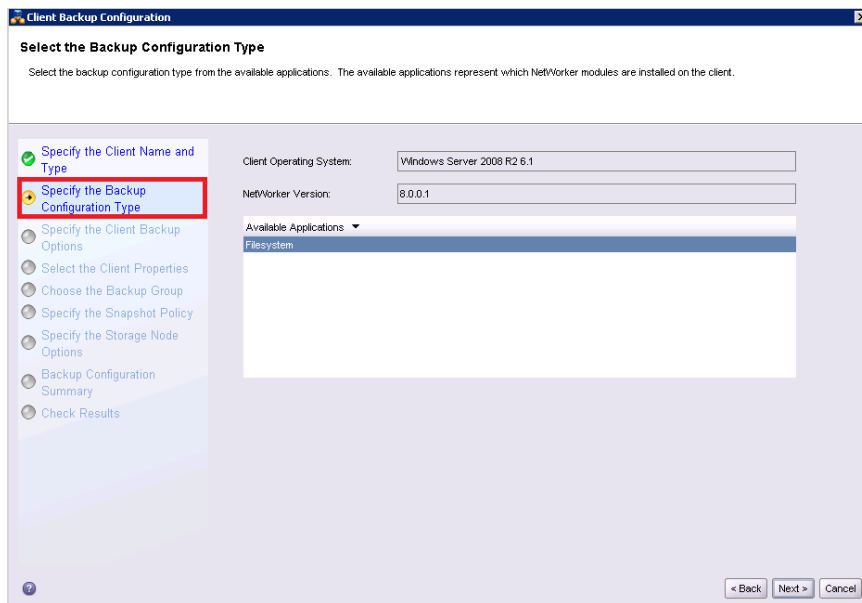 Client Backup Configuration
Select the Backup Configuration Type
Select the backup configuration type from the available applications. The available applications represent which NetWorker modules are installed on the client.
Specify the Client Name and
Type
Specify the Backup
Configuration Type
Specify the Client Backup
Options
Select the Client Properties
Choose the Backup Group
Specify the Snapshot Policy
Specify the Storage Node
Options
Backup Configuration
Summary
Check Results
Client Operating System:
Windows Server 2008 R2 6.1
NetWorker Version:
8.0.0.1
Available Applications
Filesystem
?
< Back
Next >
Cancel